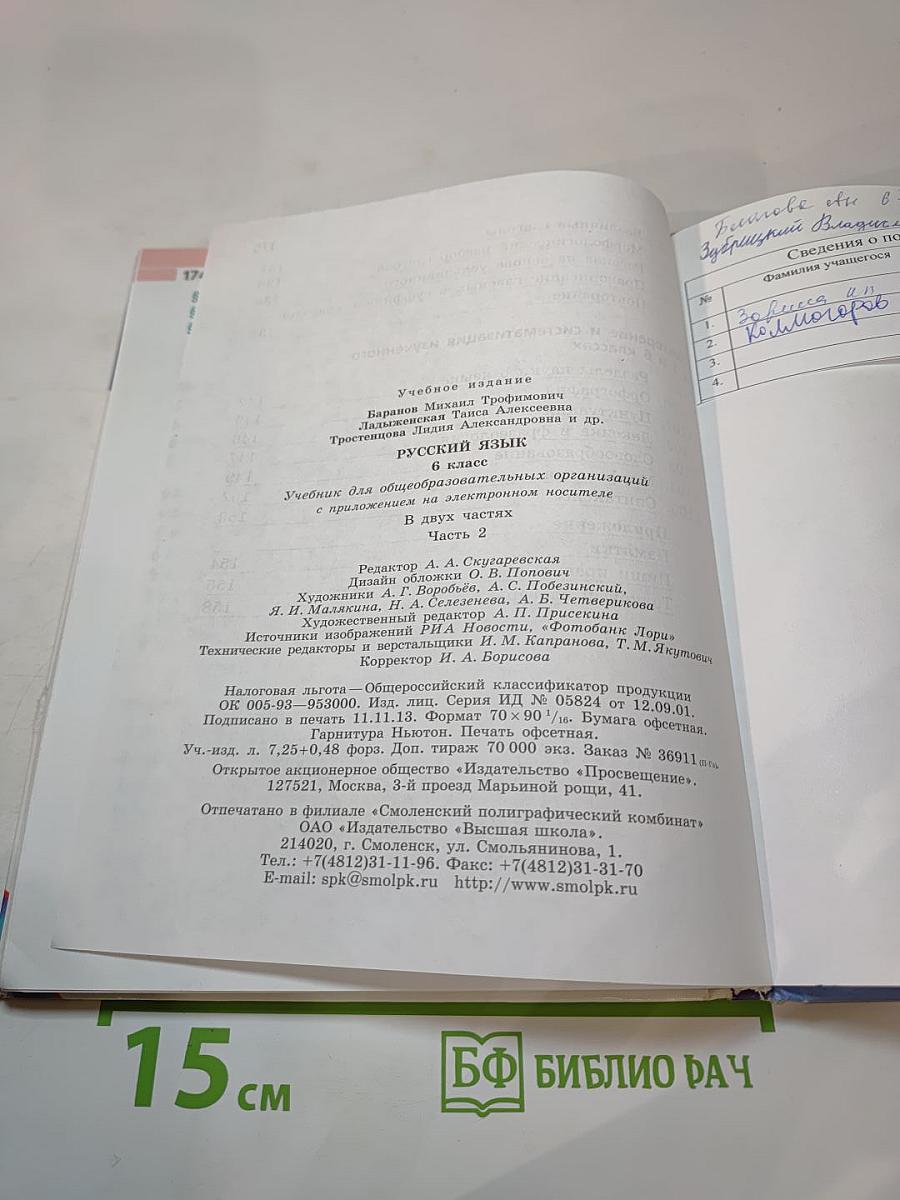 174
Учебное издание
Баранов Михаил Трофимович
Ладыженская Таиса Алексеевна
Тростенцова Лидия Александровна и др.
РУССКИЙ ЯЗЫК
6 класс
Учебник для общеобразовательных организаций
с приложением на электронном носителе
В двух частях
Часть 2
Редактор А. А. Скугаревская
Дизайн обложки О. В. Попович
Художники А. Г. Воробьёв, А. С. Побезинский,
Я. И. Малякина, Н. А. Селезенева, А. Б. Четверикова
Художественный редактор А. П. Присекина
Источники изображений РИА Новости, «Фотобанк Лори»
Технические редакторы и верстальщики И. М. Капранова, Т. М. Якутович
Корректор И. А. Борисова
Налоговая льгота — Общероссийский классификатор продукции
ОК 005-93—953000. Изд. лиц. Серия ИД № 05824 от 12.09.01.
Подписано в печать 11.11.13. Формат 70 × 90 1/16. Бумага офсетная.
Гарнитура Ньютон. Печать офсетная.
Уч.-изд. л. 7,25+0,48 форз. Доп. тираж 70 000 экз. Заказ № 36911
Открытое акционерное общество «Издательство «Просвещение».
127521, Москва, 3-й проезд Марьиной рощи, 41.
Отпечатано в филиале «Смоленский полиграфический комбинат»
ОАО «Издательство «Высшая школа».
214020, г. Смоленск, ул. Смольянинова, 1.
Тел.: +7(4812)31-11-96. Факс: +7(4812)31-31-70
E-mail: spk@smolpk.ru http://www.smolpk.ru
Зубрицкий Владисл
Сведения о по
№ Фамилия учащегося
1.
2. Колмогоров
3.
4.
15 см
БФ БИБЛИО РАЧ